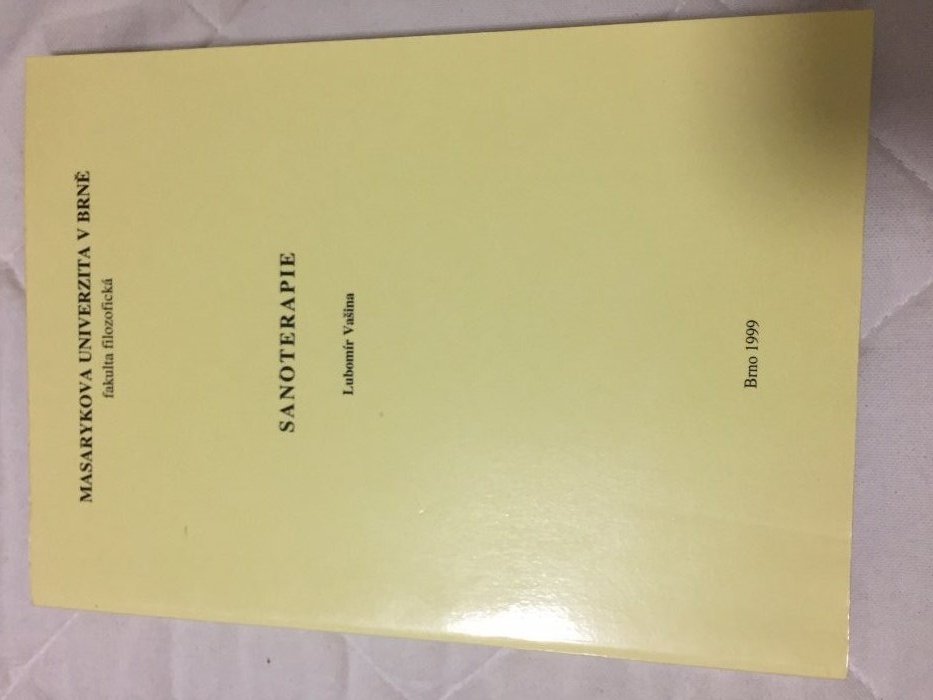 MASARYKOVA UNIVERZITA V BRNĚ
fakulta filozofická
SANOTERAPIE
Lubomír Vašina
Brno 1999